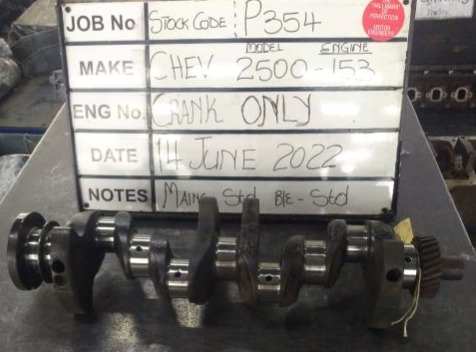 JOB No STOCK CODE: P354
MODEL ENGINE
MAKE CHEV 2500-153
ENG No. CRANK ONLY
DATE 14 JUNE 2022
NOTES MAINS Std B/E - Std